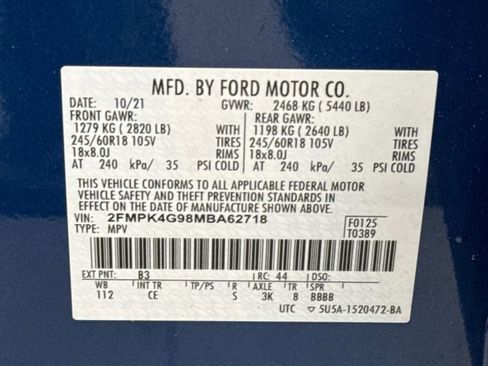 MFD. BY FORD MOTOR CO.
DATE: 10/21 GVWR: 2468 KG ( 5440 LB)
FRONT GAWR: REAR GAWR:
1279 KG ( 2820 LB) WITH 1198 KG ( 2640 LB) WITH
245/60R18 105V TIRES 245/60R18 105V TIRES
18x8.0J RIMS 18x8.0J RIMS
AT 240 kPa/ 35 PSI COLD AT 240 kPa/ 35 PSI COLD
THIS VEHICLE CONFORMS TO ALL APPLICABLE FEDERAL MOTOR
VEHICLE SAFETY AND THEFT PREVENTION STANDARDS IN
EFFECT ON THE DATE OF MANUFACTURE SHOWN ABOVE.
VIN: 2FMPK4G98MBA62718 F0125
TYPE: MPV T0389
EXT PNT: B3 RC: 44 DSO:
WB INT TR TP/PS R AXLE TR SPR
112 CE S 3K 8 BBBB
UTC ▽ 5U5A-1520472-BA